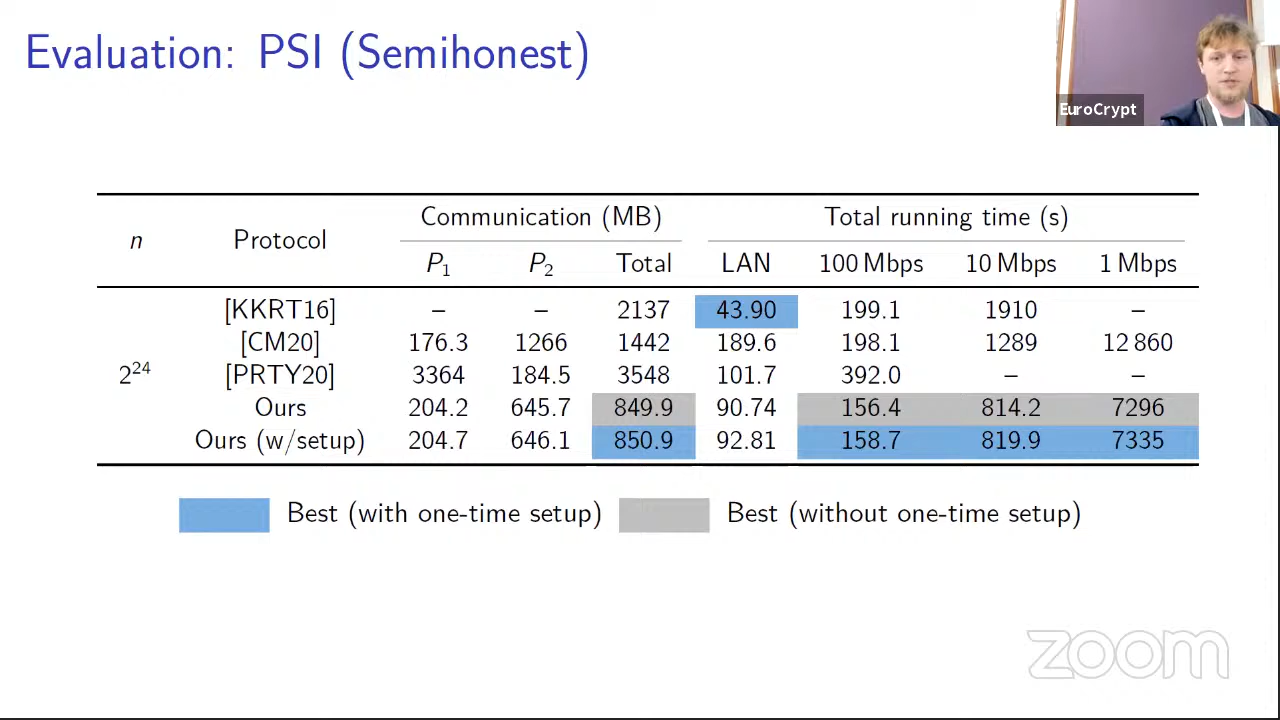 Evaluation: PSI (Semihonest)
EuroCrypt
n Protocol Communication (MB) Total running time (s)
P1 P2 Total LAN 100 Mbps 10 Mbps 1 Mbps
2^24
[KKRT16] – – 2137 43.90 199.1 1910 –
[CM20] 176.3 1266 1442 189.6 198.1 1289 12 860
[PRTY20] 3364 184.5 3548 101.7 392.0 – –
Ours 204.2 645.7 849.9 90.74 156.4 814.2 7296
Ours (w/setup) 204.7 646.1 850.9 92.81 158.7 819.9 7335
Best (with one-time setup) Best (without one-time setup)
zoom